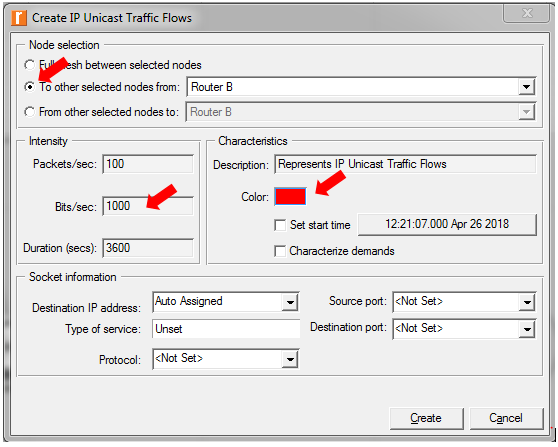 Create IP Unicast Traffic Flows
Node selection
mesh between selected nodes
To other selected nodes from: Router B
From other selected nodes to: Router B
Intensity
Packets/sec: 100
Bits/sec: 1000
Duration (secs): 3600
Characteristics
Description: Represents IP Unicast Traffic Flows
Color:
Set start time 12:21:07.000 Apr 26 2018
Characterize demands
Socket information
Destination IP address: Auto Assigned
Type of service: Unset
Protocol: <Not Set>
Source port: <Not Set>
Destination port: <Not Set>
Create Cancel